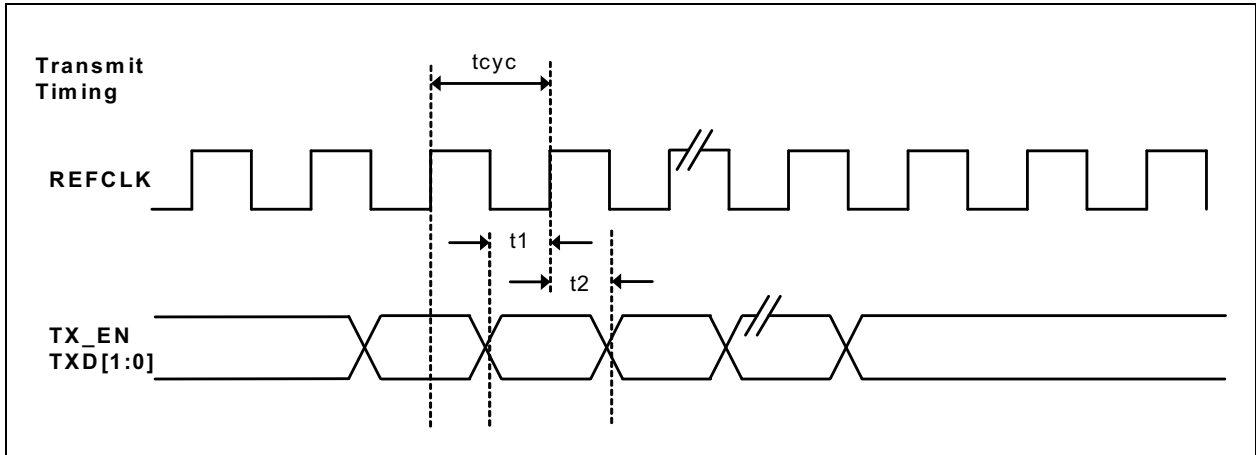 Transmit
Timing
tcyc
REFCLK
t1
t2
TX_EN
TXD[1:0]